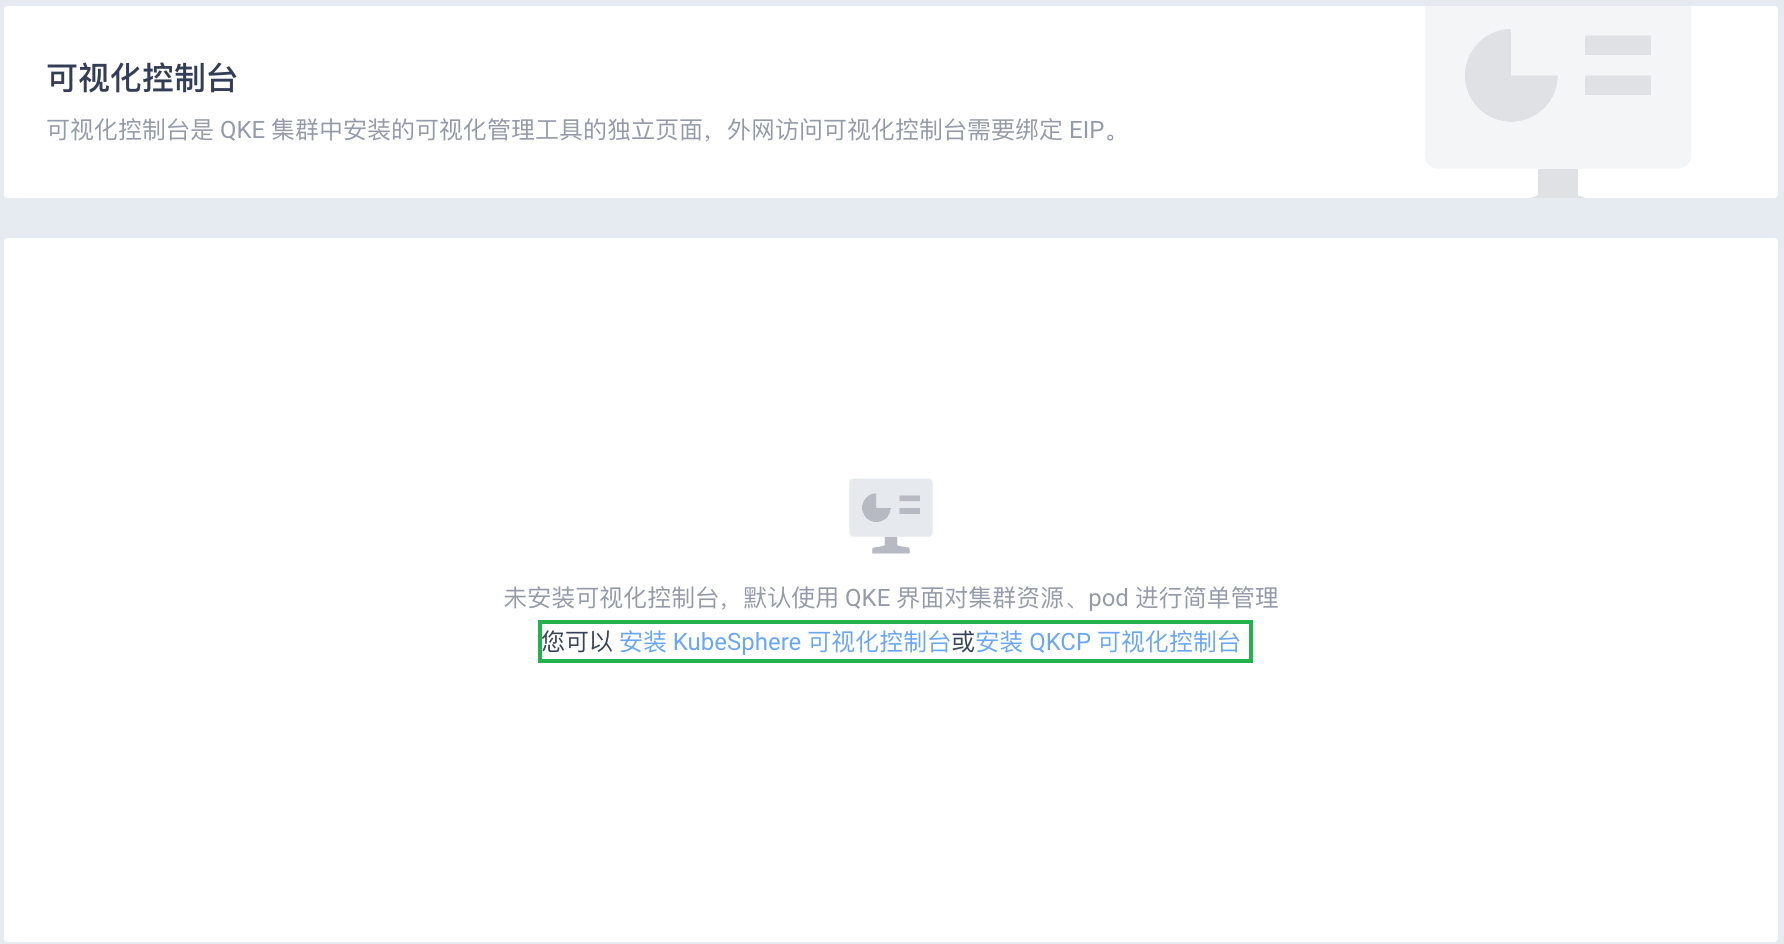 可视化控制台
可视化控制台是 QKE 集群中安装的可视化管理工具的独立页面，外网访问可视化控制台需要绑定 EIP。
未安装可视化控制台，默认使用 QKE 界面对集群资源、pod 进行简单管理
您可以 安装 KubeSphere 可视化控制台或安装 QKCP 可视化控制台